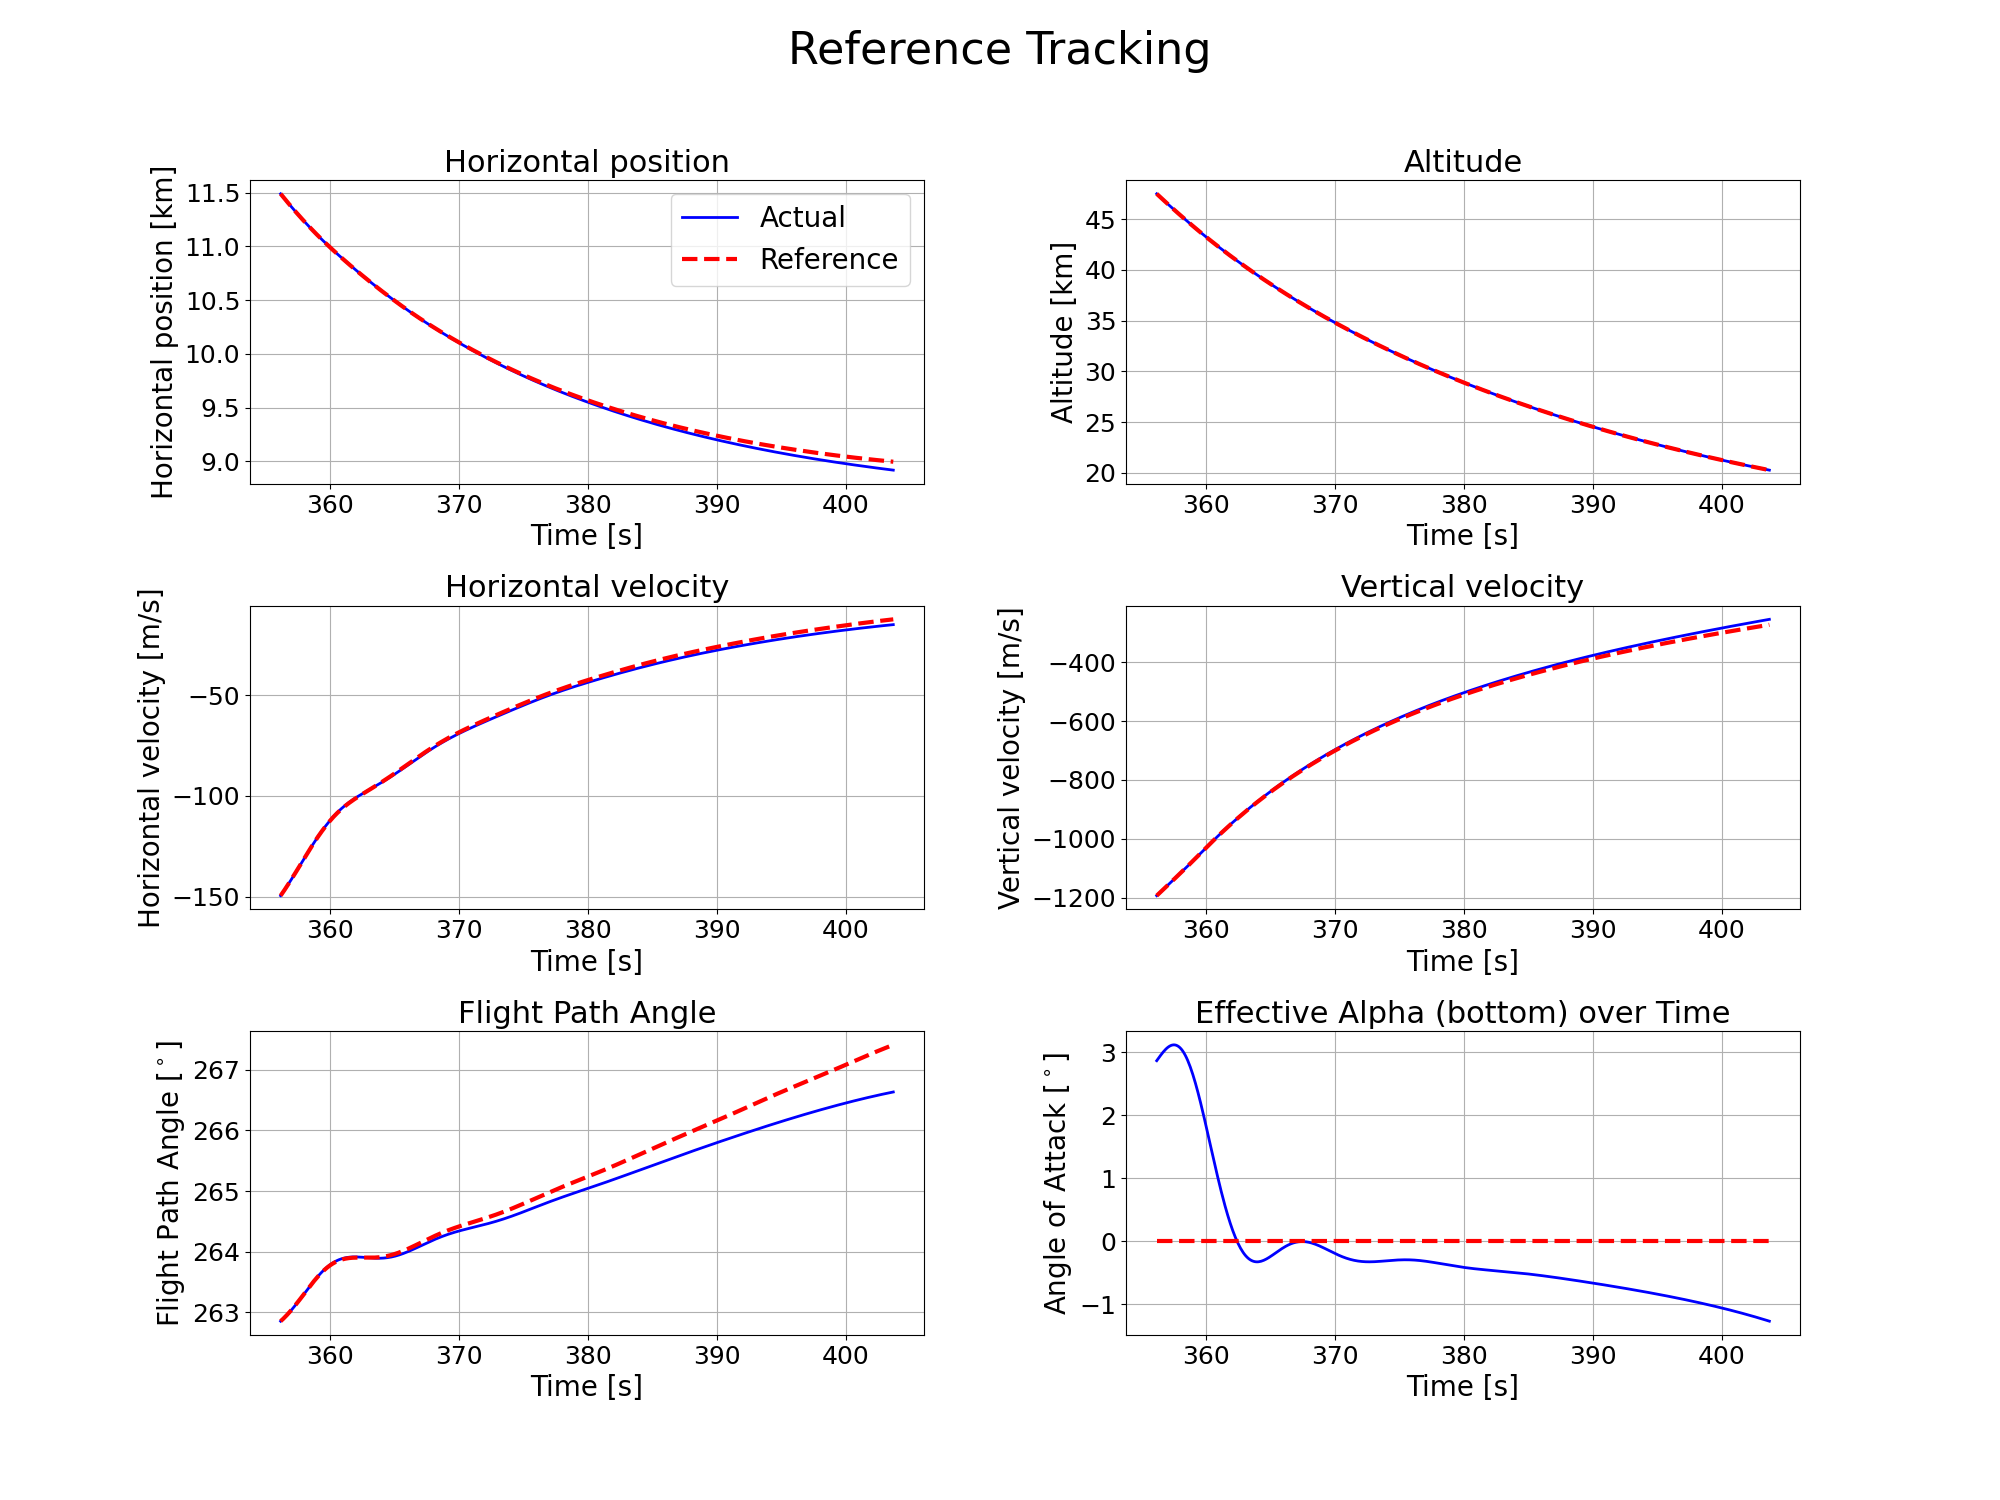 Reference Tracking
Horizontal position
Horizontal position [km]
11.5
11.0
10.5
10.0
9.5
9.0
Actual
Reference
360 370 380 390 400
Time [s]
Altitude
Altitude [km]
45
40
35
30
25
20
360 370 380 390 400
Time [s]
Horizontal velocity
Horizontal velocity [m/s]
−50
−100
−150
360 370 380 390 400
Time [s]
Vertical velocity
Vertical velocity [m/s]
−400
−600
−800
−1000
−1200
360 370 380 390 400
Time [s]
Flight Path Angle
Flight Path Angle [°]
267
266
265
264
263
360 370 380 390 400
Time [s]
Effective Alpha (bottom) over Time
Angle of Attack [°]
3
2
1
0
−1
360 370 380 390 400
Time [s]